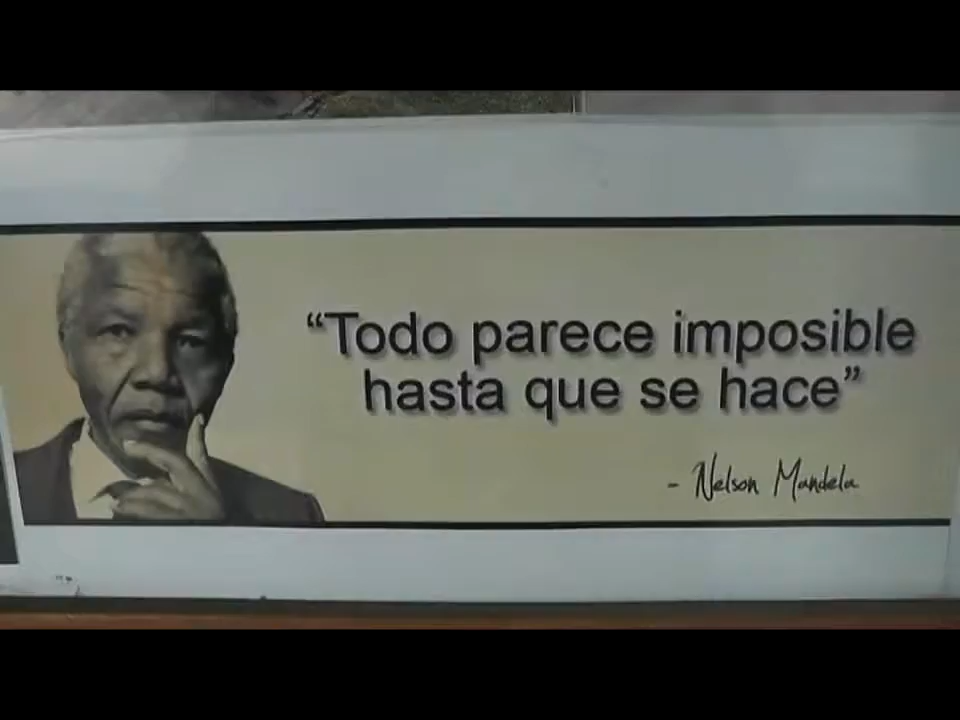 “Todo parece imposible
hasta que se hace”
- Nelson Mandela